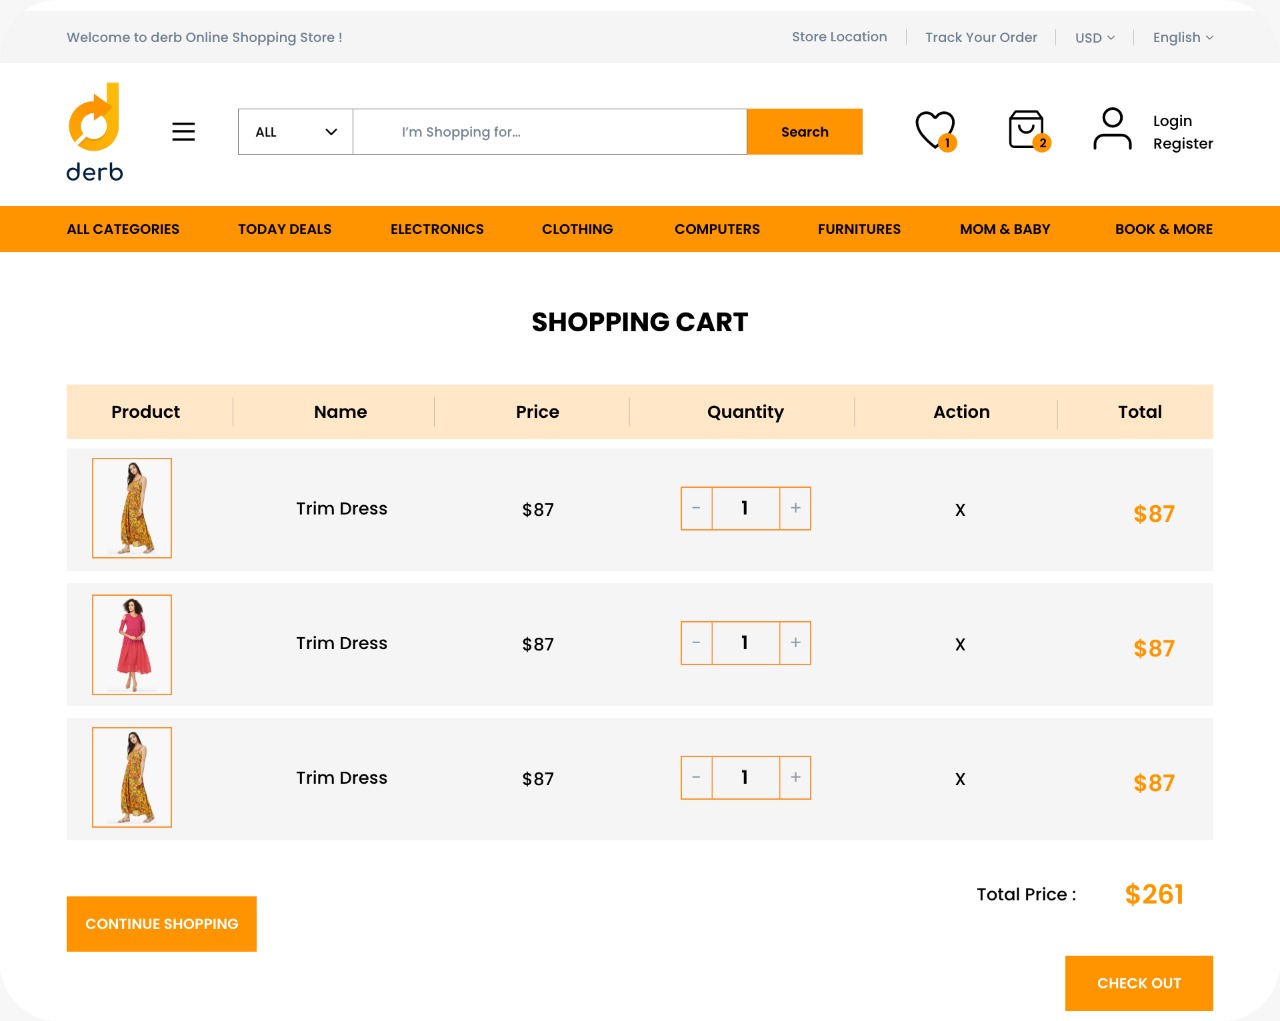 Welcome to derb Online Shopping Store !
Store Location
Track Your Order
USD
English
derb
ALL
I'm Shopping for...
Search
1
2
Login
Register
ALL CATEGORIES
TODAY DEALS
ELECTRONICS
CLOTHING
COMPUTERS
FURNITURES
MOM & BABY
BOOK & MORE
SHOPPING CART
Product
Name
Price
Quantity
Action
Total
Trim Dress
$87
- 1 +
X
$87
Trim Dress
$87
- 1 +
X
$87
Trim Dress
$87
- 1 +
X
$87
Total Price :
$261
CONTINUE SHOPPING
CHECK OUT